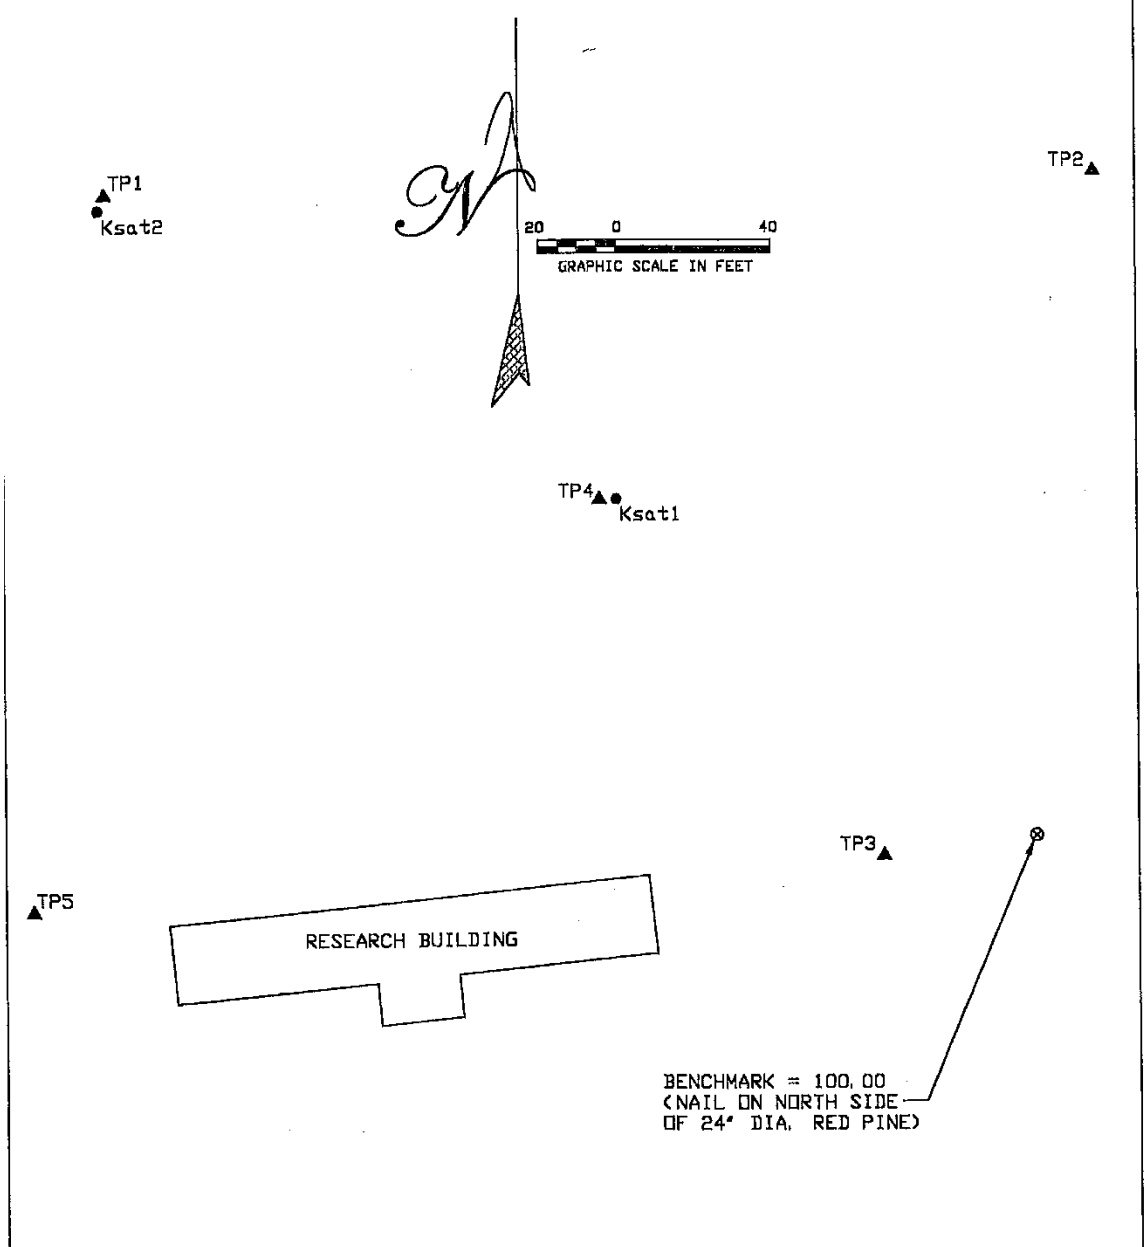 TP2
TP1
Ksat2
N
20 0 40
GRAPHIC SCALE IN FEET
TP4
Ksat1
TP3
TP5
RESEARCH BUILDING
BENCHMARK = 100.00
(NAIL ON NORTH SIDE
OF 24" DIA. RED PINE)